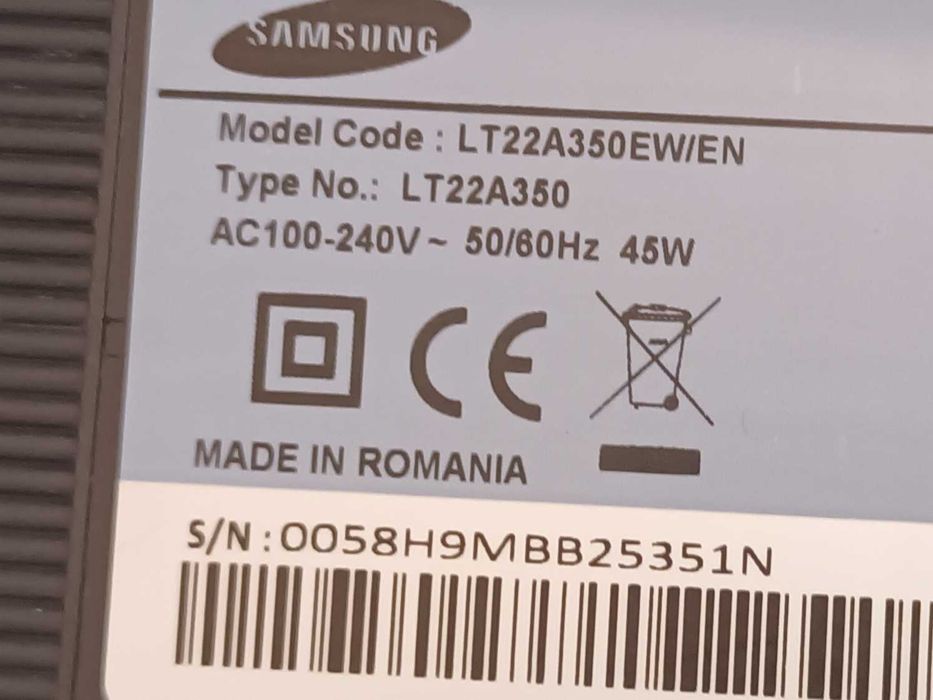 SAMSUNG
Model Code : LT22A350EW/EN
Type No.: LT22A350
AC100-240V ~ 50/60Hz 45W
CE
MADE IN ROMANIA
S/N : 0058H9MBB25351N